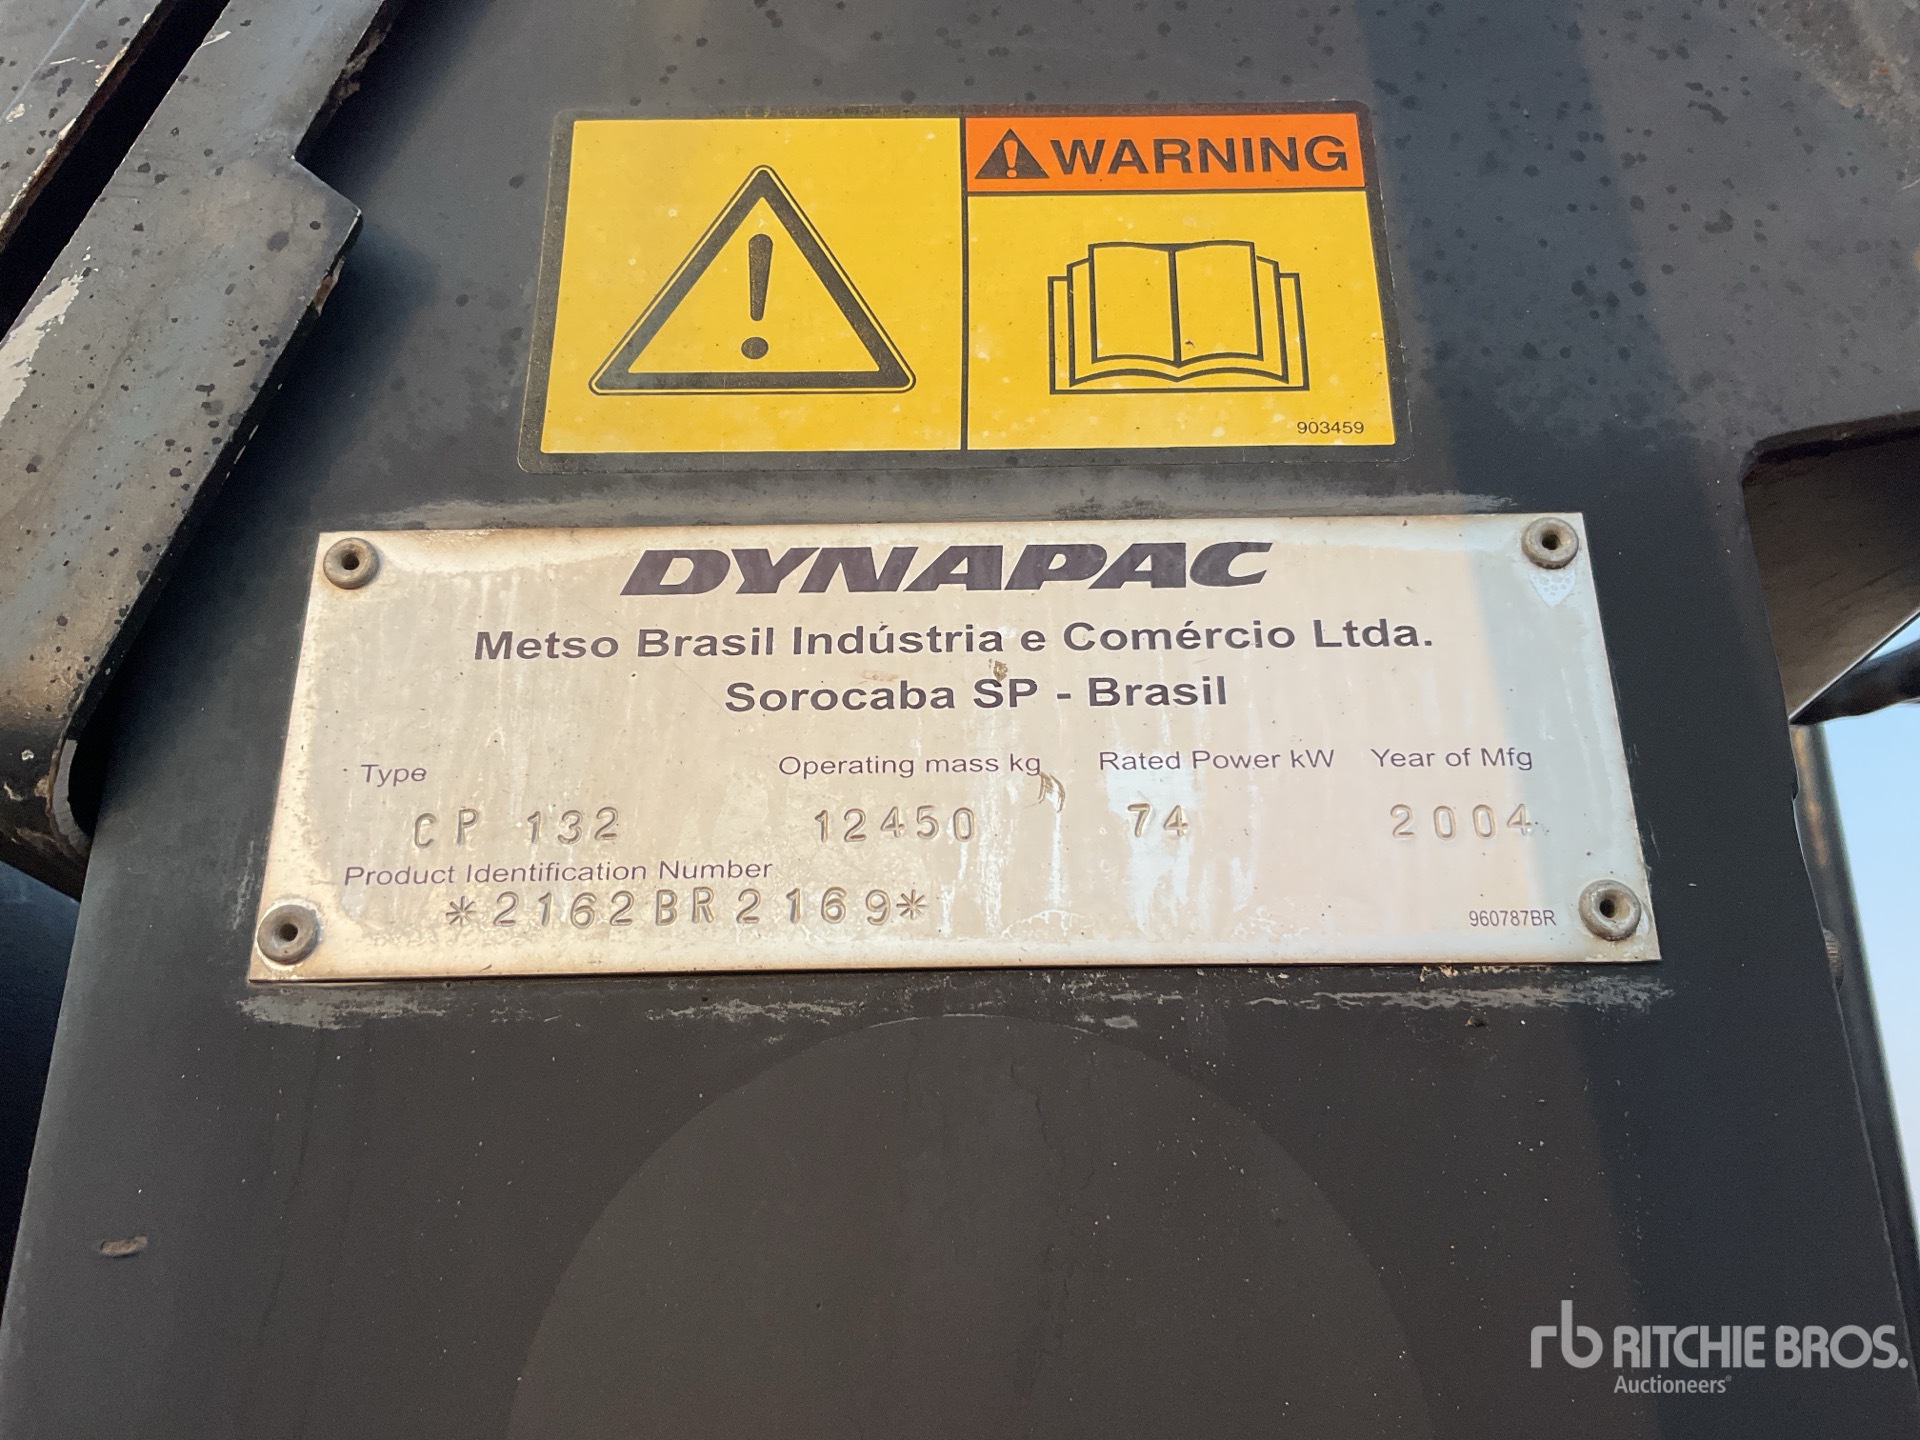 WARNING
903459
DYNAPAC
Metso Brasil Indústria e Comércio Ltda.
Sorocaba SP - Brasil
Type Operating mass kg Rated Power kW Year of Mfg
CP 132 12450 74 2004
Product Identification Number
*2162BR2169*
960787BR
rb RITCHIE BROS.
Auctioneers®